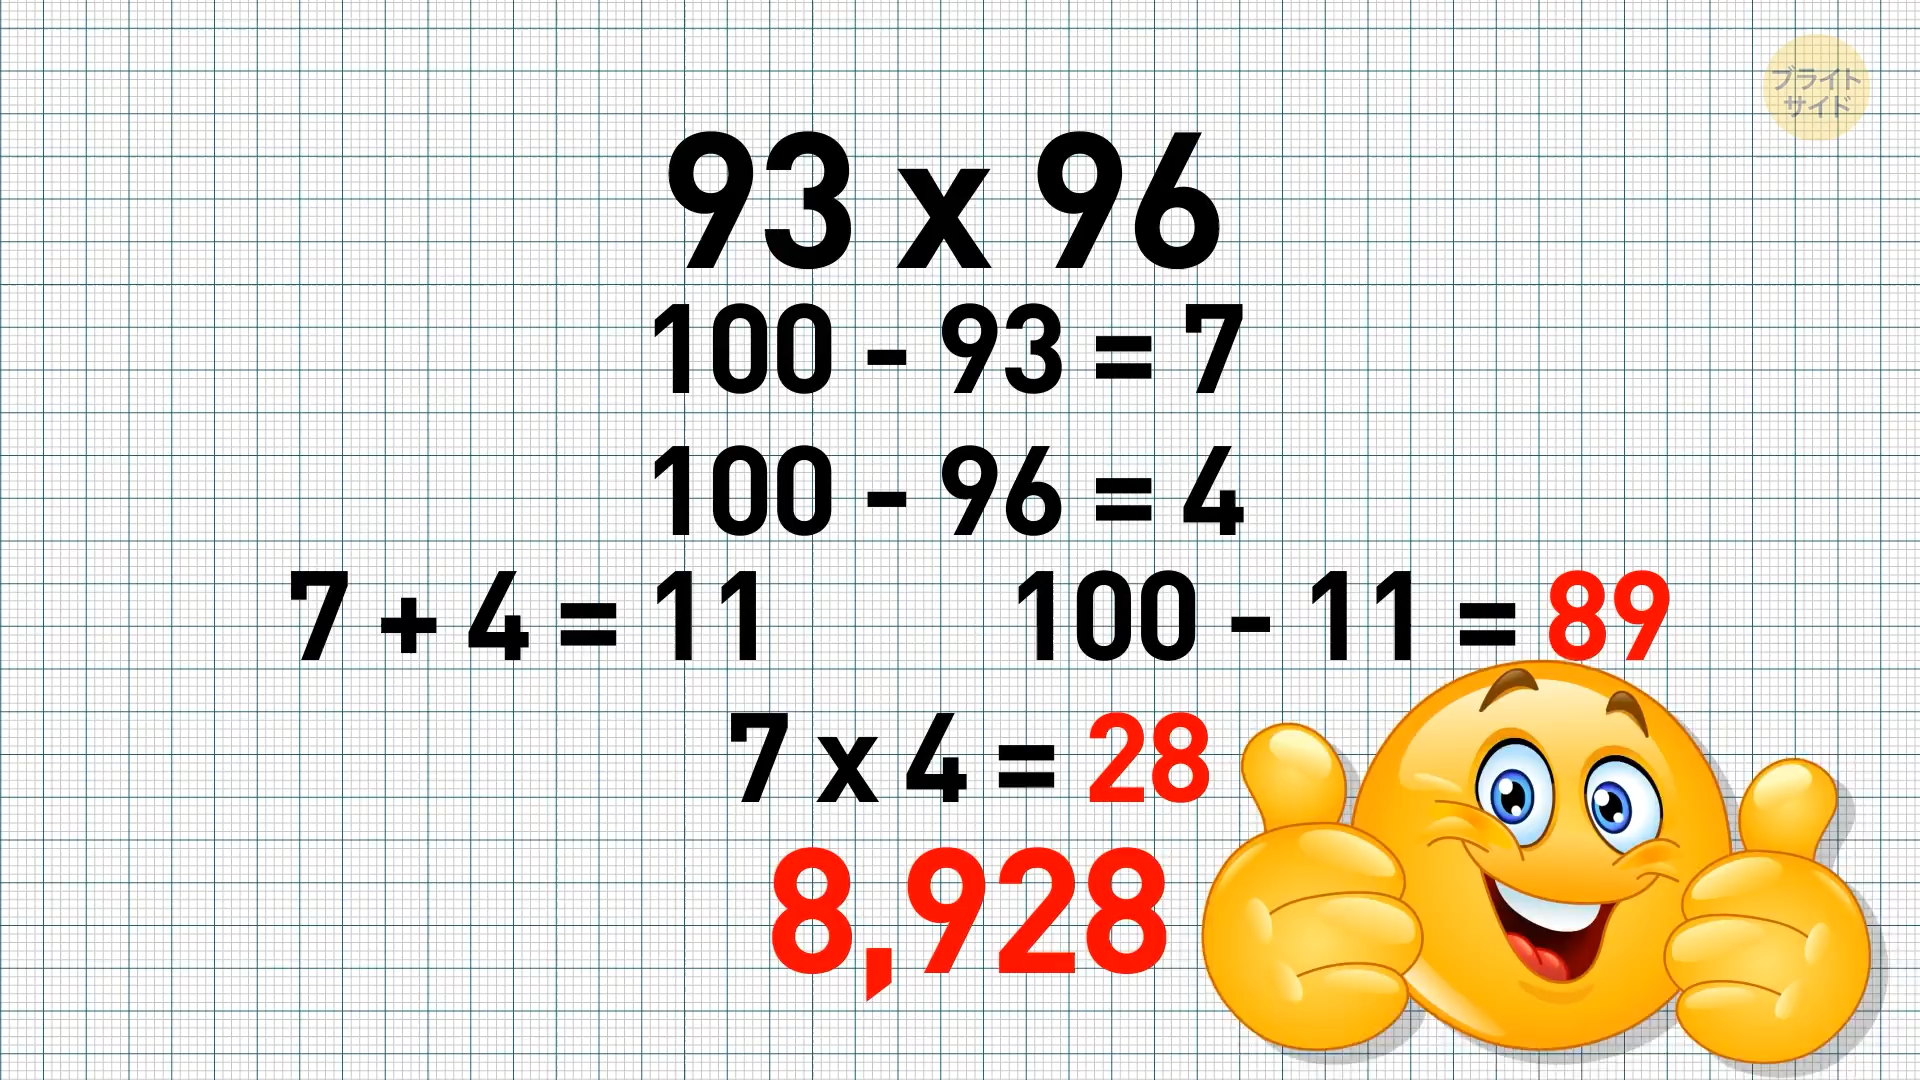 ブライト
サイド
93 x 96
100 - 93 = 7
100 - 96 = 4
7 + 4 = 11 100 - 11 = 89
7 x 4 = 28
8,928